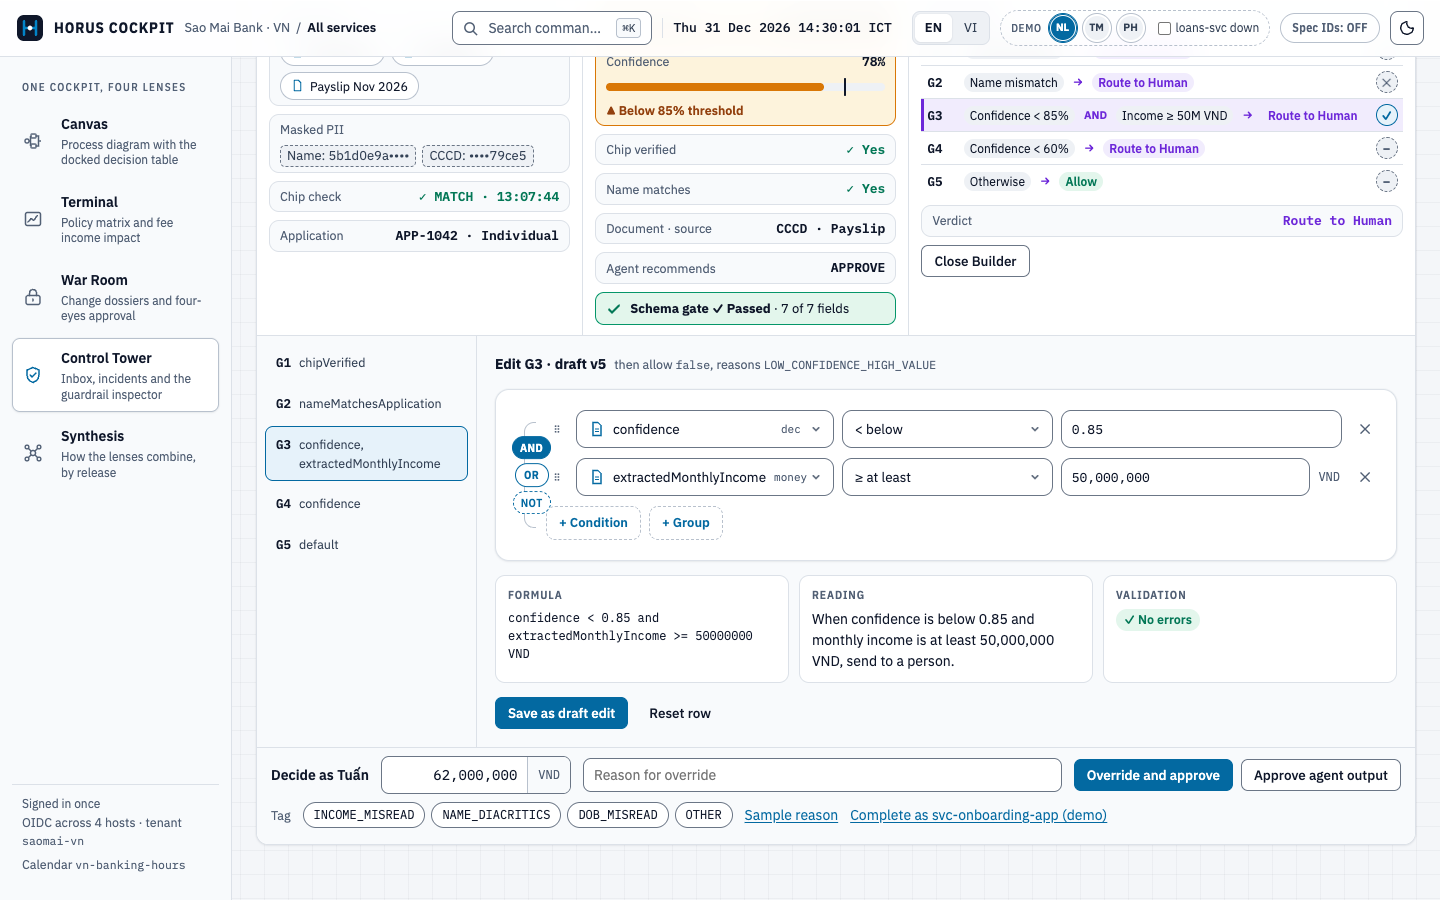 HORUS COCKPIT
Sao Mai Bank · VN / All services
Search comman... ⌘K
Thu 31 Dec 2026 14:30:01 ICT
EN VI
DEMO NL TM PH loans-svc down
Spec IDs: OFF
ONE COCKPIT, FOUR LENSES
Canvas
Process diagram with the
docked decision table
Terminal
Policy matrix and fee
income impact
War Room
Change dossiers and four-
eyes approval
Control Tower
Inbox, incidents and the
guardrail inspector
Synthesis
How the lenses combine,
by release
Signed in once
OIDC across 4 hosts · tenant
saomai-vn
Calendar vn-banking-hours
Payslip Nov 2026
Masked PII
Name: 5b1d0e9a•••• CCCD: ••••79ce5
Chip check ✓ MATCH · 13:07:44
Application APP-1042 · Individual
Confidence 78%
▲ Below 85% threshold
Chip verified ✓ Yes
Name matches ✓ Yes
Document · source CCCD · Payslip
Agent recommends APPROVE
✓ Schema gate ✓ Passed · 7 of 7 fields
G2 Name mismatch → Route to Human
G3 Confidence < 85% AND Income ≥ 50M VND → Route to Human
G4 Confidence < 60% → Route to Human
G5 Otherwise → Allow
Verdict Route to Human
Close Builder
G1 chipVerified
G2 nameMatchesApplication
G3 confidence,
extractedMonthlyIncome
G4 confidence
G5 default
Edit G3 · draft v5 then allow false, reasons LOW_CONFIDENCE_HIGH_VALUE
AND
OR
NOT
confidence dec < below 0.85
extractedMonthlyIncome money ≥ at least 50,000,000 VND
+ Condition + Group
FORMULA
confidence < 0.85 and
extractedMonthlyIncome >= 50000000
VND
READING
When confidence is below 0.85 and
monthly income is at least 50,000,000
VND, send to a person.
VALIDATION
✓ No errors
Save as draft edit Reset row
Decide as Tuấn 62,000,000 VND Reason for override Override and approve Approve agent output
Tag INCOME_MISREAD NAME_DIACRITICS DOB_MISREAD OTHER Sample reason Complete as svc-onboarding-app (demo)